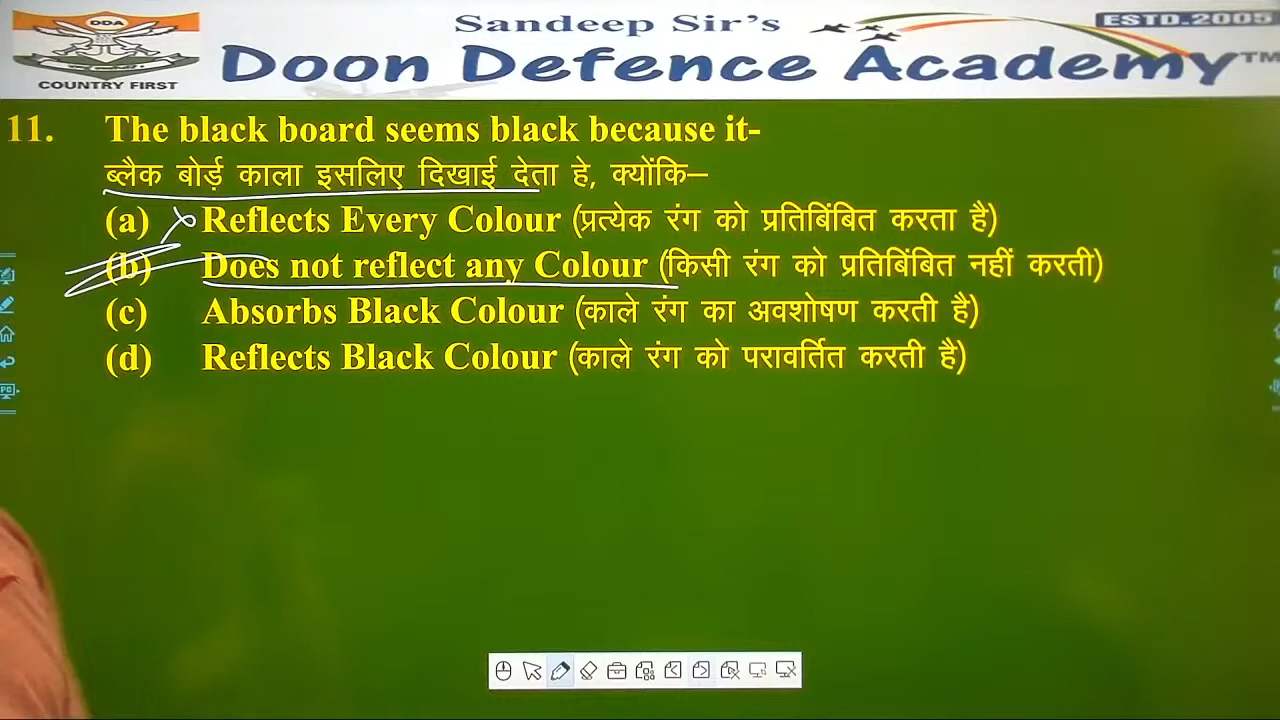 Sandeep Sir's
ESTD.2005
DDA
Doon Defence Academy™
COUNTRY FIRST
11. The black board seems black because it-
ब्लैक बोर्ड़ काला इसलिए दिखाई देता हे, क्योंकि–
(a) Reflects Every Colour (प्रत्येक रंग को प्रतिबिंबित करता है)
(b) Does not reflect any Colour (किसी रंग को प्रतिबिंबित नहीं करती)
(c) Absorbs Black Colour (काले रंग का अवशोषण करती है)
(d) Reflects Black Colour (काले रंग को परावर्तित करती है)